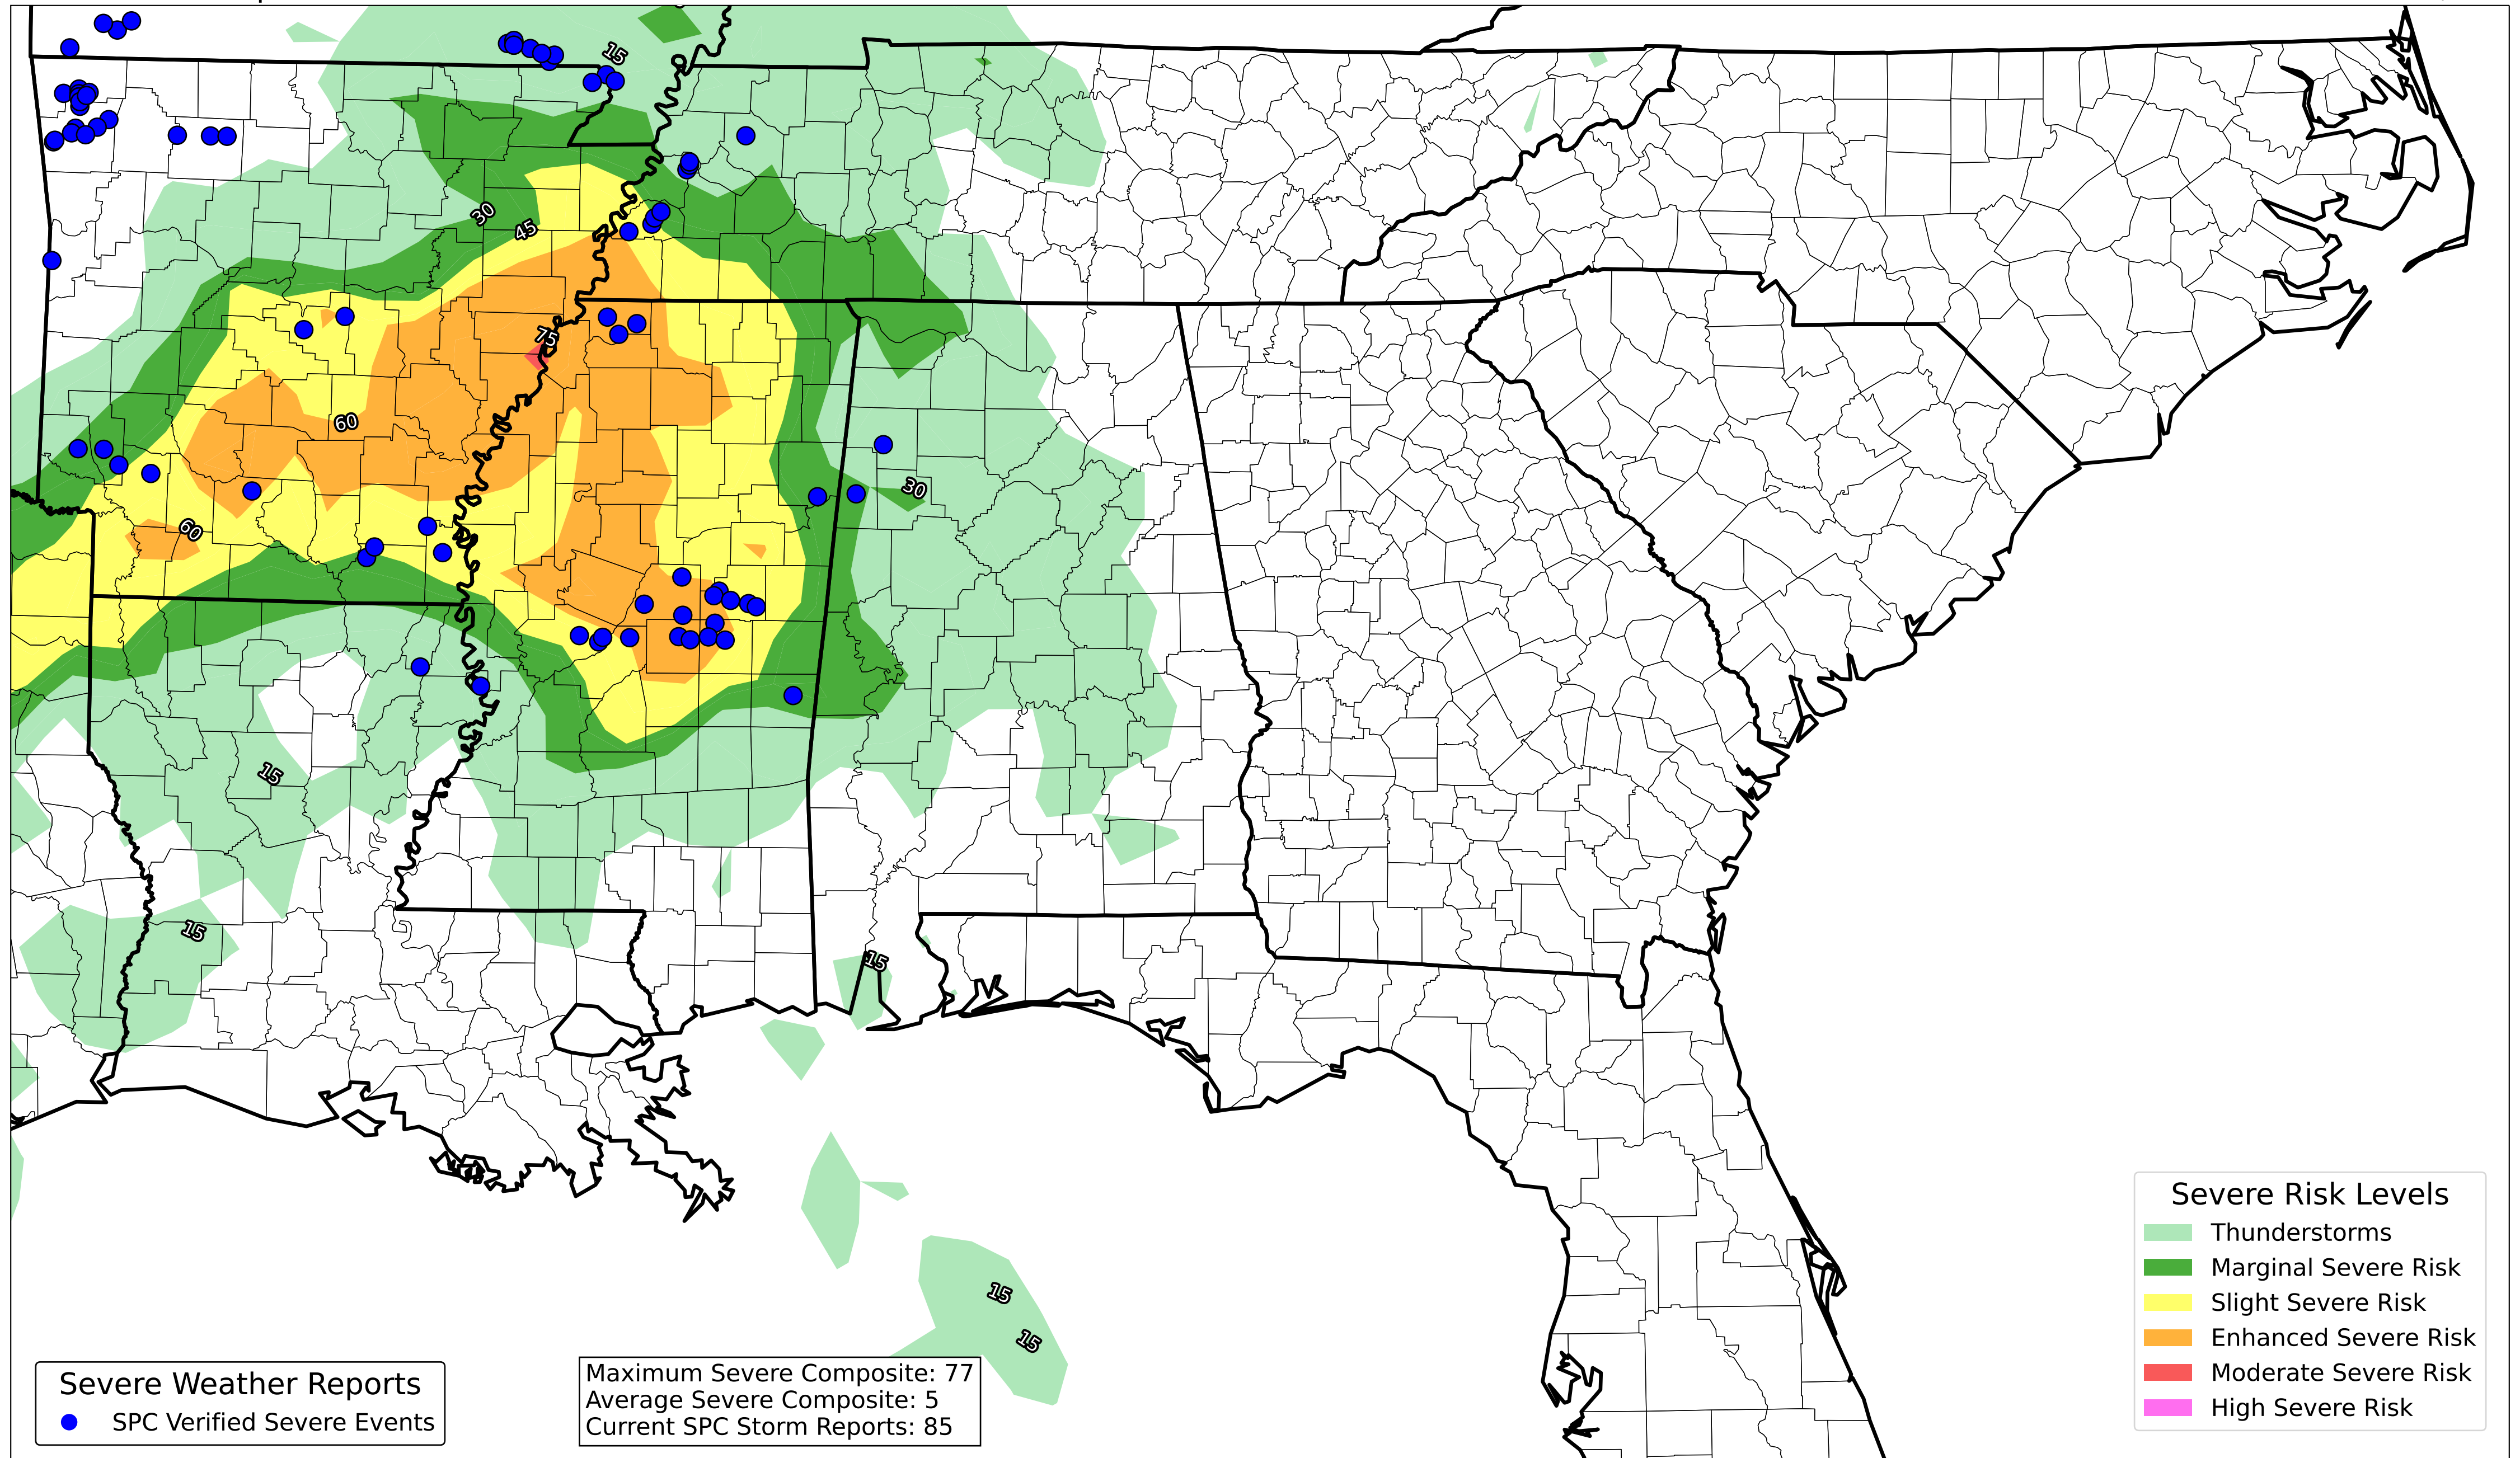 15
30
45
75
60
30
60
15
15
15
15
15
Severe Risk Levels
Thunderstorms
Marginal Severe Risk
Slight Severe Risk
Enhanced Severe Risk
Moderate Severe Risk
High Severe Risk
Severe Weather Reports
SPC Verified Severe Events
Maximum Severe Composite: 77
Average Severe Composite: 5
Current SPC Storm Reports: 85